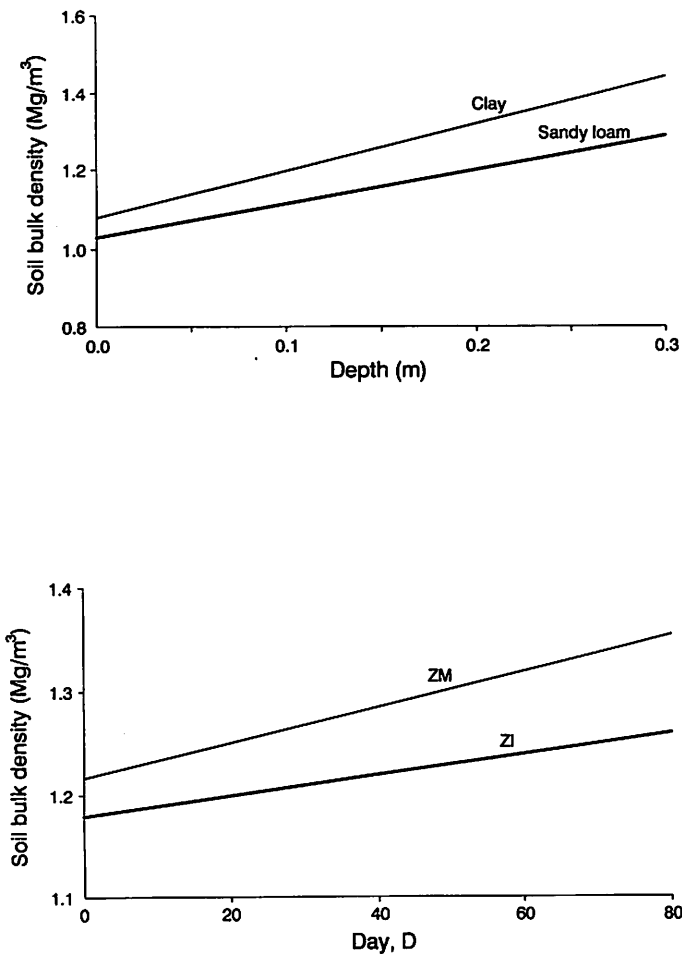 Soil bulk density (Mg/m³)
1.6
1.4
1.2
1.0
0.8
Clay
Sandy loam
0.0 0.1 0.2 0.3
Depth (m)
Soil bulk density (Mg/m³)
1.4
1.3
1.2
1.1
ZM
ZI
0 20 40 60 80
Day, D